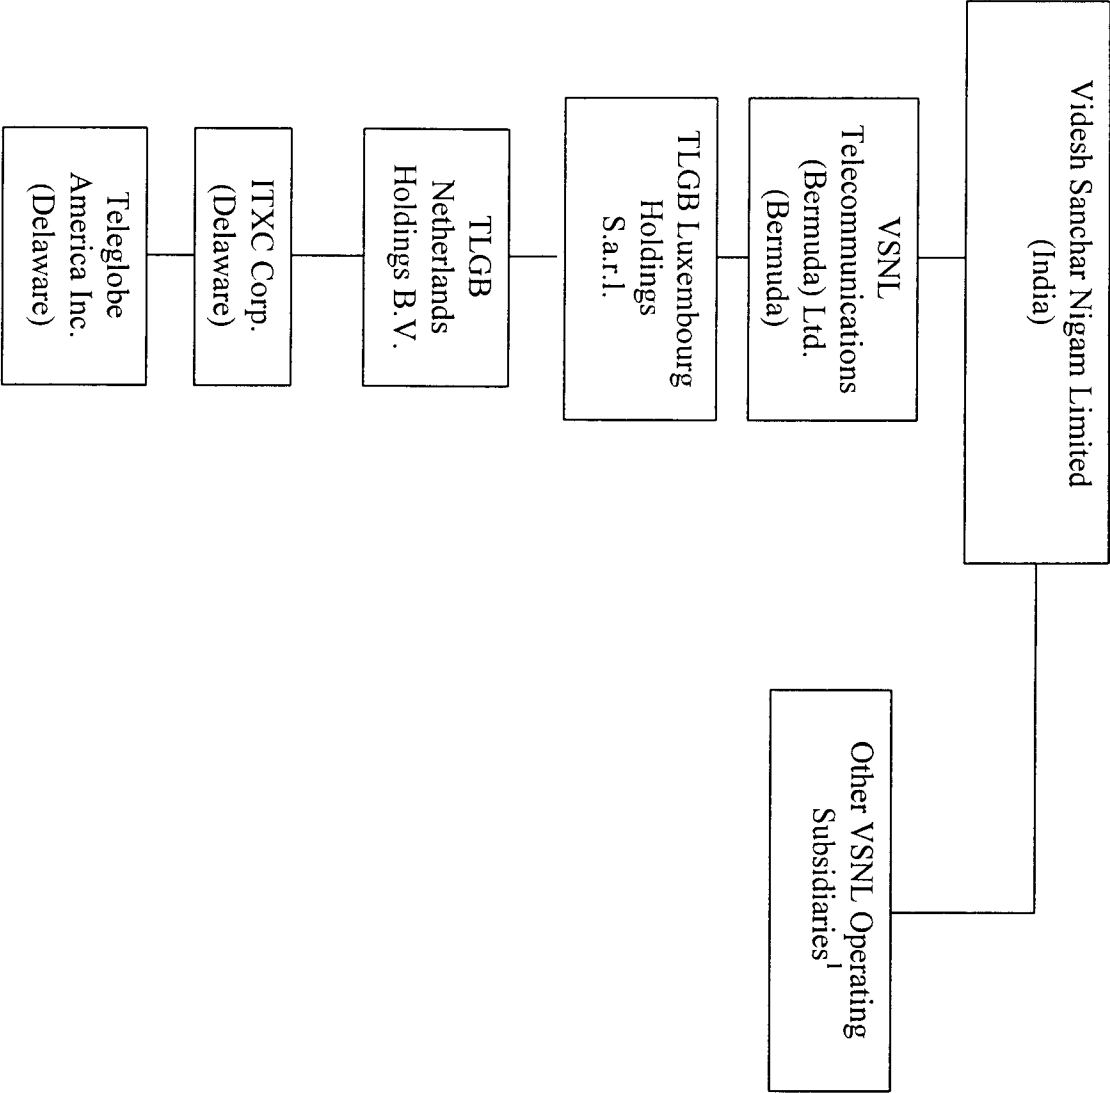 Videsh Sanchar Nigam Limited
(India)
VSNL
Telecommunications
(Bermuda) Ltd.
(Bermuda)
TLGB Luxembourg
Holdings
S.a.r.l.
TLGB
Netherlands
Holdings B.V.
ITXC Corp.
(Delaware)
Teleglobe
America Inc.
(Delaware)
Other VSNL Operating
Subsidiaries¹